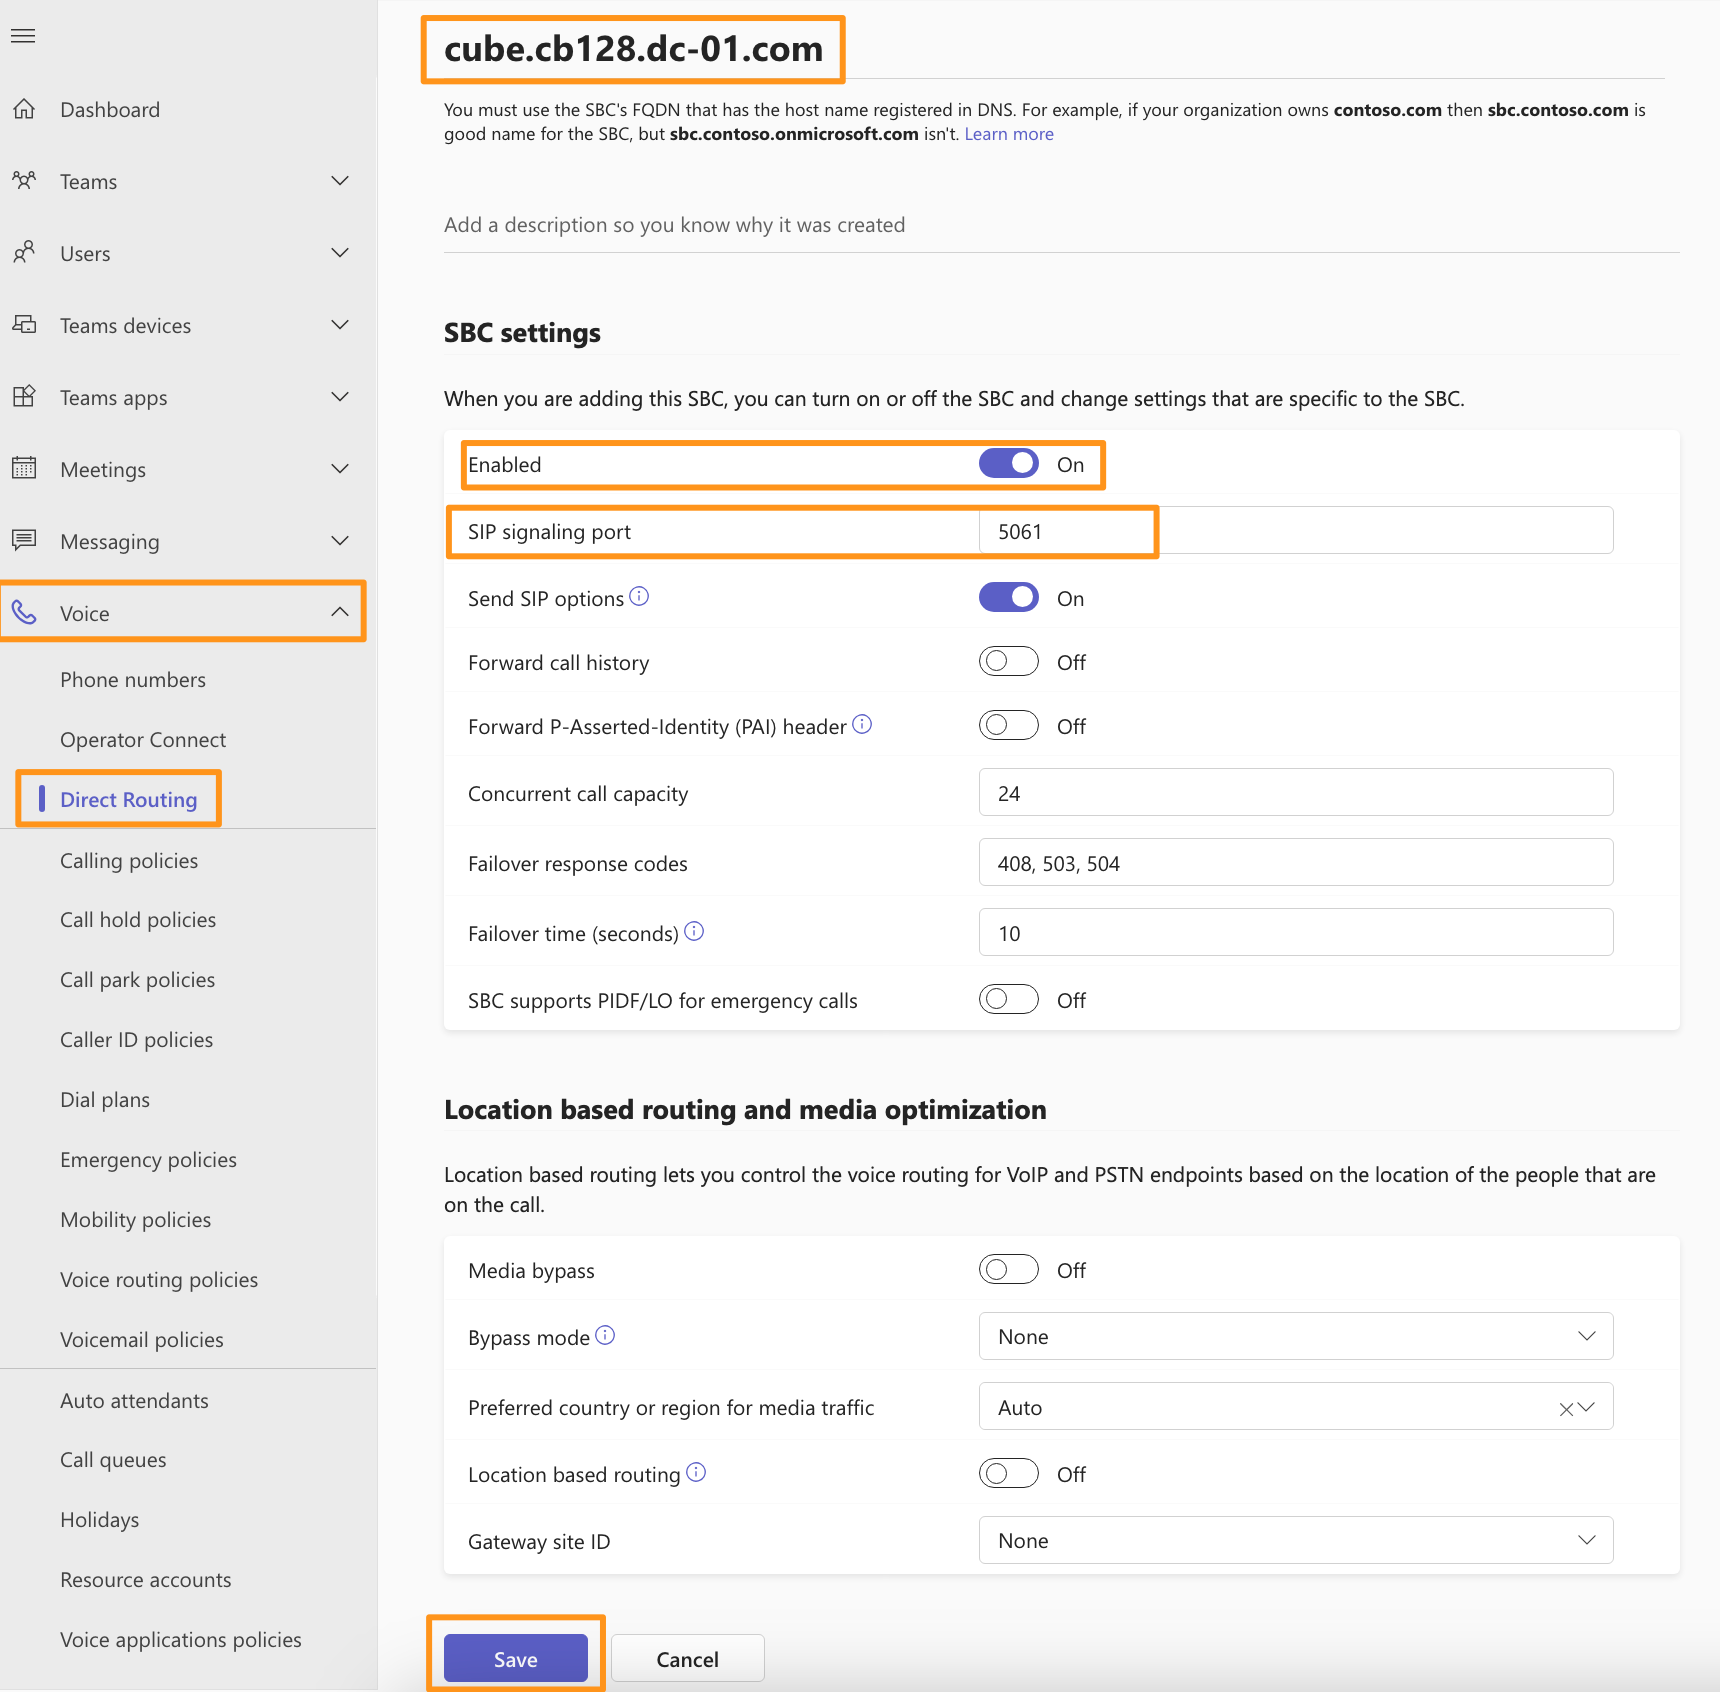 Dashboard
Teams
Users
Teams devices
Teams apps
Meetings
Messaging
Voice
Phone numbers
Operator Connect
Direct Routing
Calling policies
Call hold policies
Call park policies
Caller ID policies
Dial plans
Emergency policies
Mobility policies
Voice routing policies
Voicemail policies
Auto attendants
Call queues
Holidays
Resource accounts
Voice applications policies
cube.cb128.dc-01.com
You must use the SBC's FQDN that has the host name registered in DNS. For example, if your organization owns contoso.com then sbc.contoso.com is
good name for the SBC, but sbc.contoso.onmicrosoft.com isn't. Learn more
Add a description so you know why it was created
SBC settings
When you are adding this SBC, you can turn on or off the SBC and change settings that are specific to the SBC.
Enabled On
SIP signaling port 5061
Send SIP options On
Forward call history Off
Forward P-Asserted-Identity (PAI) header Off
Concurrent call capacity 24
Failover response codes 408, 503, 504
Failover time (seconds) 10
SBC supports PIDF/LO for emergency calls Off
Location based routing and media optimization
Location based routing lets you control the voice routing for VoIP and PSTN endpoints based on the location of the people that are
on the call.
Media bypass Off
Bypass mode None
Preferred country or region for media traffic Auto
Location based routing Off
Gateway site ID None
Save Cancel